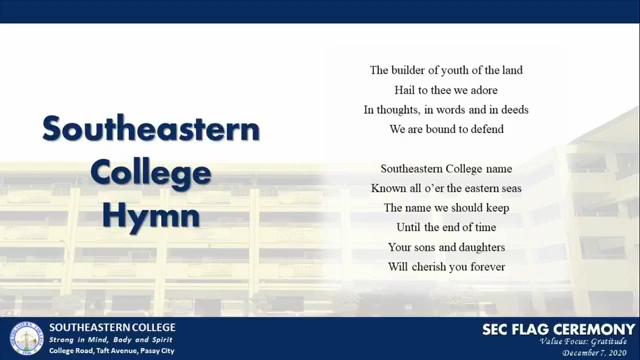 Southeastern
College
Hymn
The builder of youth of the land
Hail to thee we adore
In thoughts, in words and in deeds
We are bound to defend
Southeastern College name
Known all o'er the eastern seas
The name we should keep
Until the end of time
Your sons and daughters
Will cherish you forever
SOUTHEASTERN COLLEGE
Strong in Mind, Body and Spirit
College Road, Taft Avenue, Pasay City
SEC FLAG CEREMONY
Value Focus: Gratitude
December 7, 2020